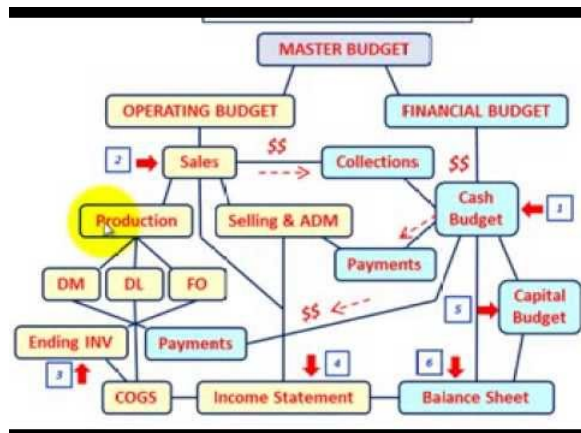 MASTER BUDGET
OPERATING BUDGET
FINANCIAL BUDGET
2
Sales
$$
Collections
$$
Production
Selling & ADM
Cash
Budget
1
Payments
DM
DL
FO
$$
5
Capital
Budget
Ending INV
Payments
3
4
6
COGS
Income Statement
Balance Sheet